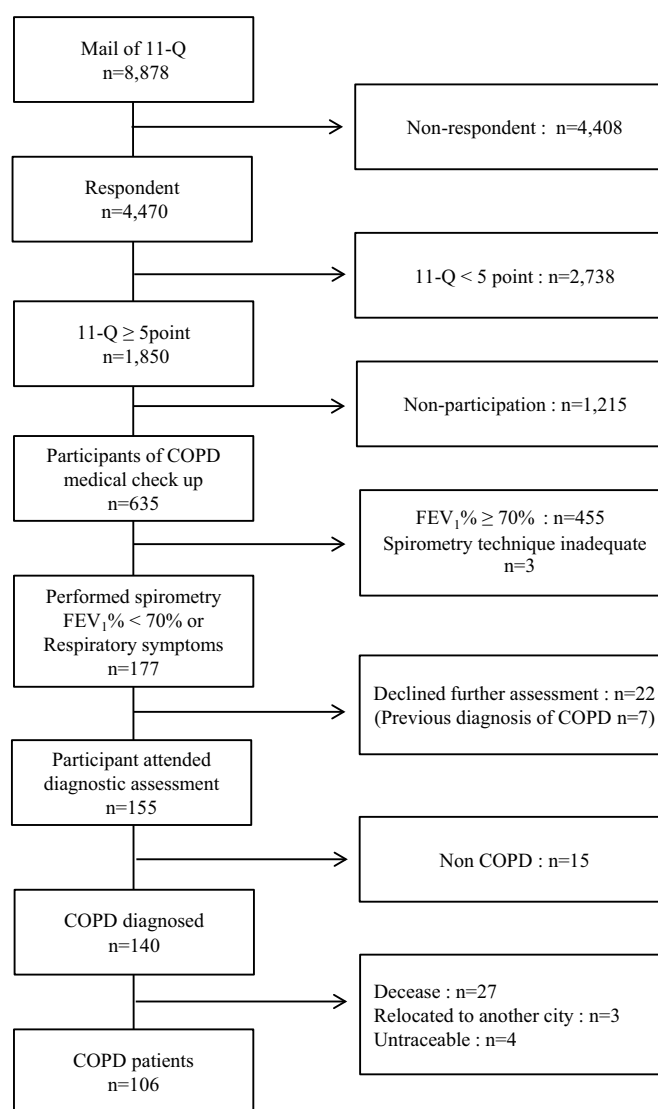 Mail of 11-Q
n=8,878
Non-respondent : n=4,408
Respondent
n=4,470
11-Q < 5 point : n=2,738
11-Q ≥ 5point
n=1,850
Non-participation : n=1,215
Participants of COPD
medical check up
n=635
FEV₁% ≥ 70% : n=455
Spirometry technique inadequate
n=3
Performed spirometry
FEV₁% < 70% or
Respiratory symptoms
n=177
Declined further assessment : n=22
(Previous diagnosis of COPD n=7)
Participant attended
diagnostic assessment
n=155
Non COPD : n=15
COPD diagnosed
n=140
Decease : n=27
Relocated to another city : n=3
Untraceable : n=4
COPD patients
n=106